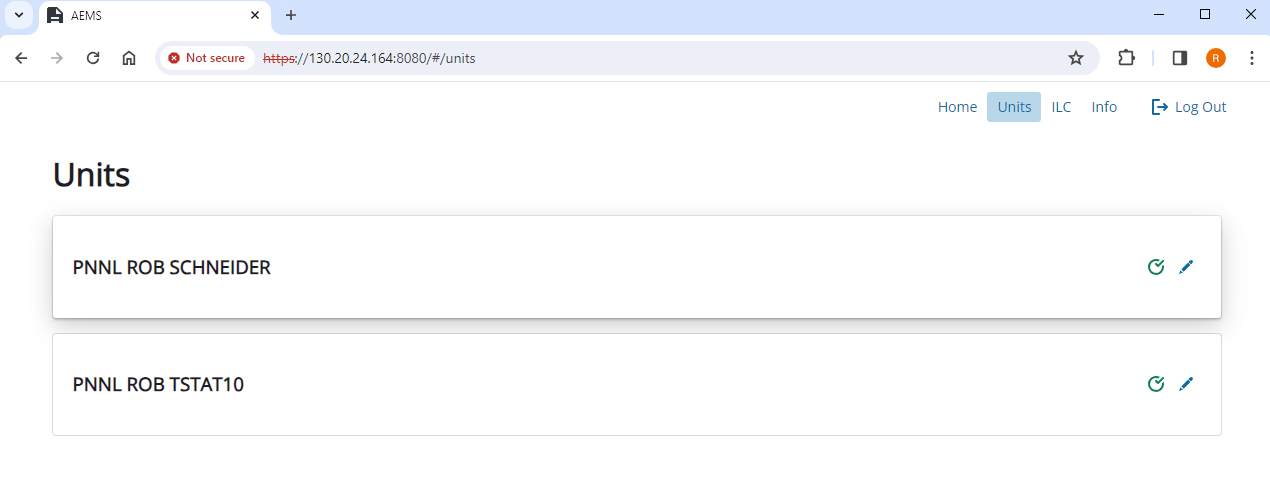 AEMS
Not secure https://130.20.24.164:8080/#/units
R
Home Units ILC Info Log Out
Units
PNNL ROB SCHNEIDER
PNNL ROB TSTAT10